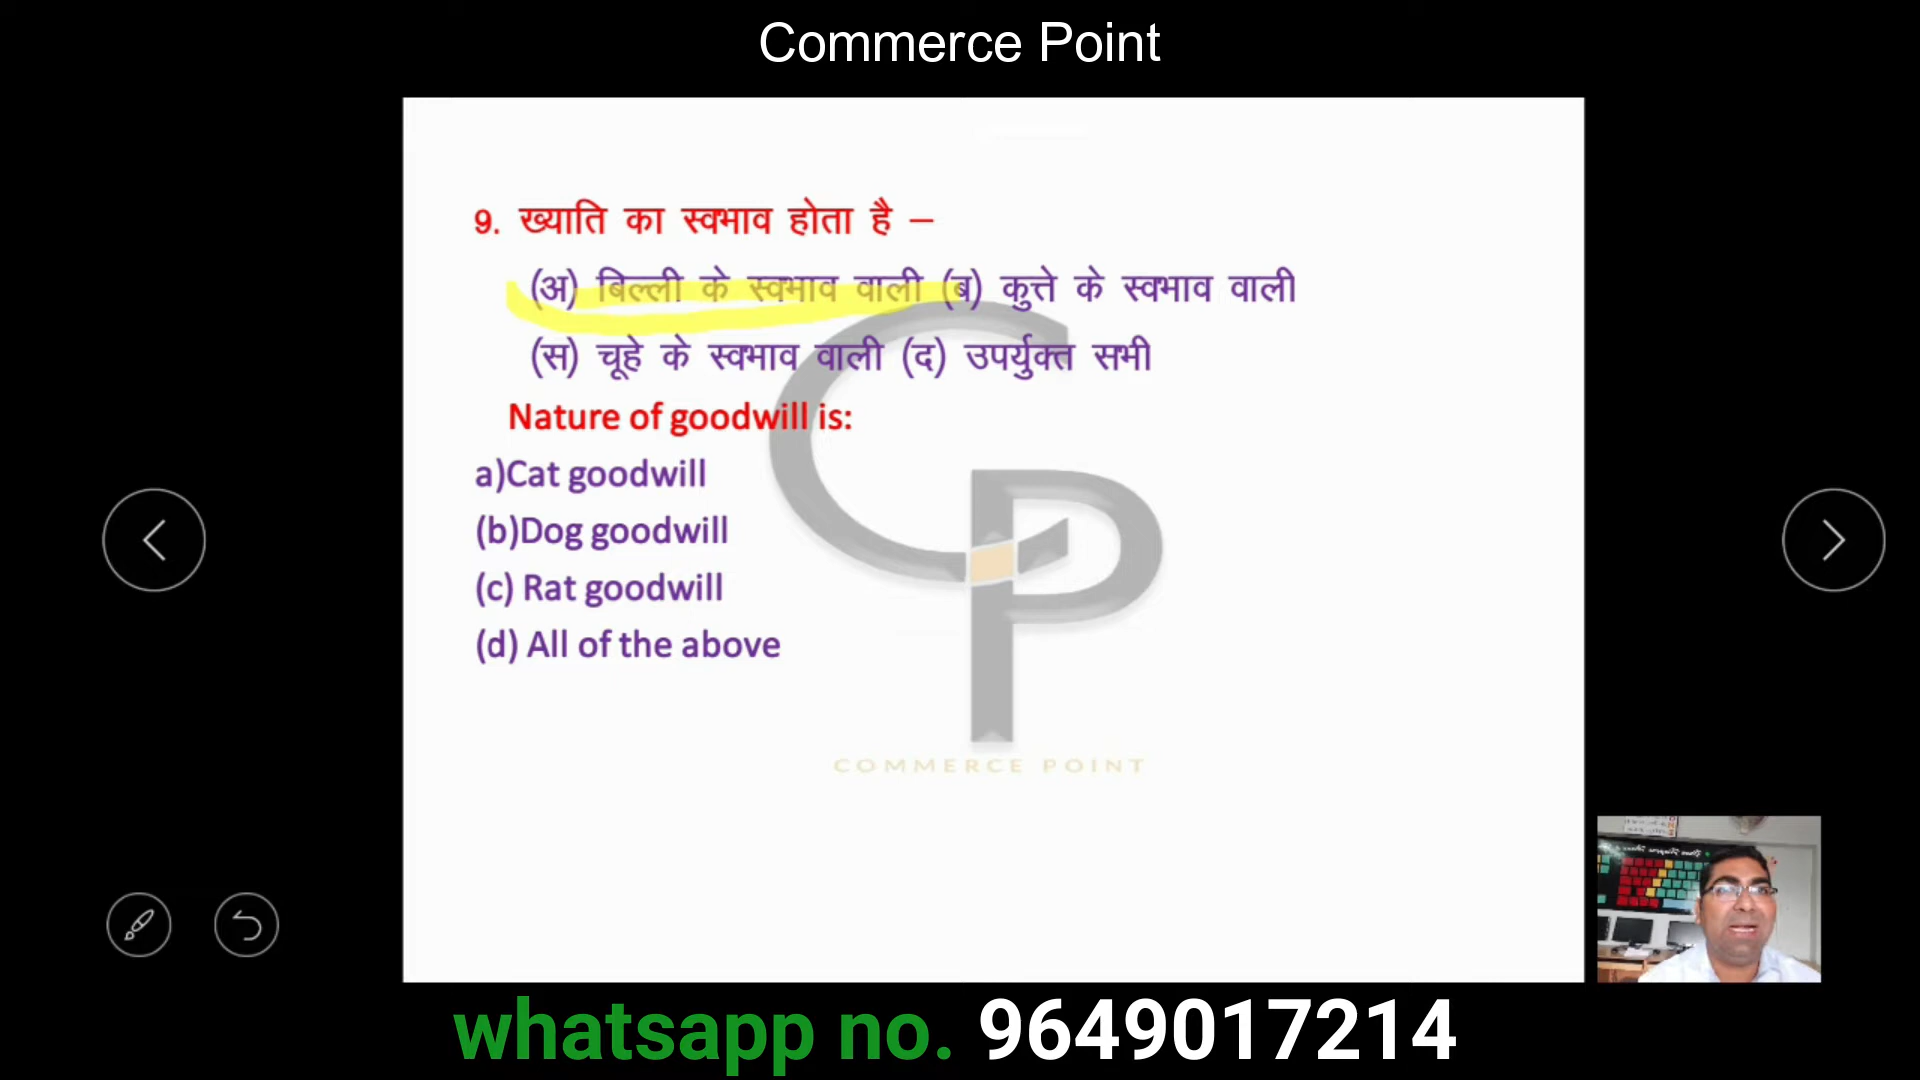 Commerce Point
9. ख्याति का स्वभाव होता है –
(अ) बिल्ली के स्वभाव वाली (ब) कुत्ते के स्वभाव वाली
(स) चूहे के स्वभाव वाली (द) उपर्युक्त सभी
Nature of goodwill is:
a)Cat goodwill
(b)Dog goodwill
(c) Rat goodwill
(d) All of the above
CP
COMMERCE POINT
whatsapp no. 9649017214